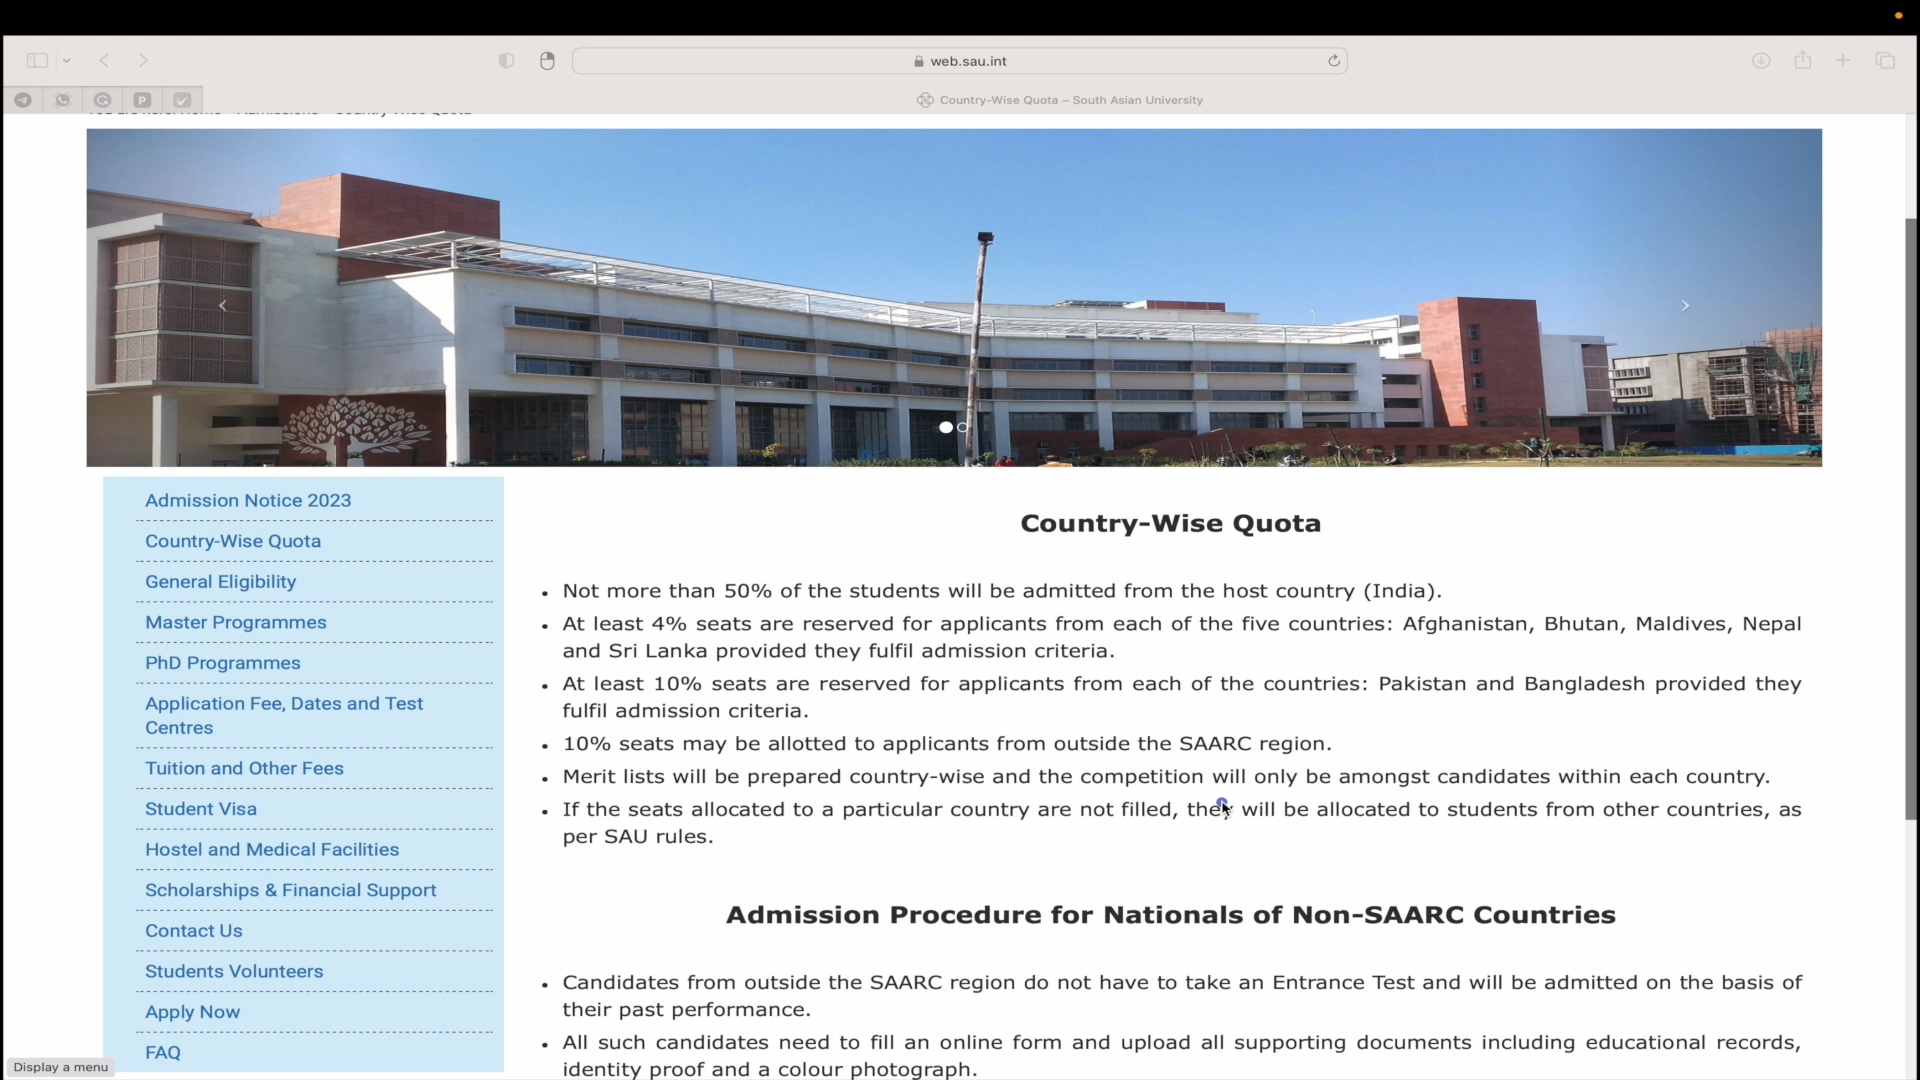 web.sau.int
Country-Wise Quota – South Asian University
Admission Notice 2023
Country-Wise Quota
General Eligibility
Master Programmes
PhD Programmes
Application Fee, Dates and Test
Centres
Tuition and Other Fees
Student Visa
Hostel and Medical Facilities
Scholarships & Financial Support
Contact Us
Students Volunteers
Apply Now
FAQ
Country-Wise Quota
• Not more than 50% of the students will be admitted from the host country (India).
• At least 4% seats are reserved for applicants from each of the five countries: Afghanistan, Bhutan, Maldives, Nepal
and Sri Lanka provided they fulfil admission criteria.
• At least 10% seats are reserved for applicants from each of the countries: Pakistan and Bangladesh provided they
fulfil admission criteria.
• 10% seats may be allotted to applicants from outside the SAARC region.
• Merit lists will be prepared country-wise and the competition will only be amongst candidates within each country.
• If the seats allocated to a particular country are not filled, they will be allocated to students from other countries, as
per SAU rules.
Admission Procedure for Nationals of Non-SAARC Countries
• Candidates from outside the SAARC region do not have to take an Entrance Test and will be admitted on the basis of
their past performance.
• All such candidates need to fill an online form and upload all supporting documents including educational records,
identity proof and a colour photograph.
Display a menu